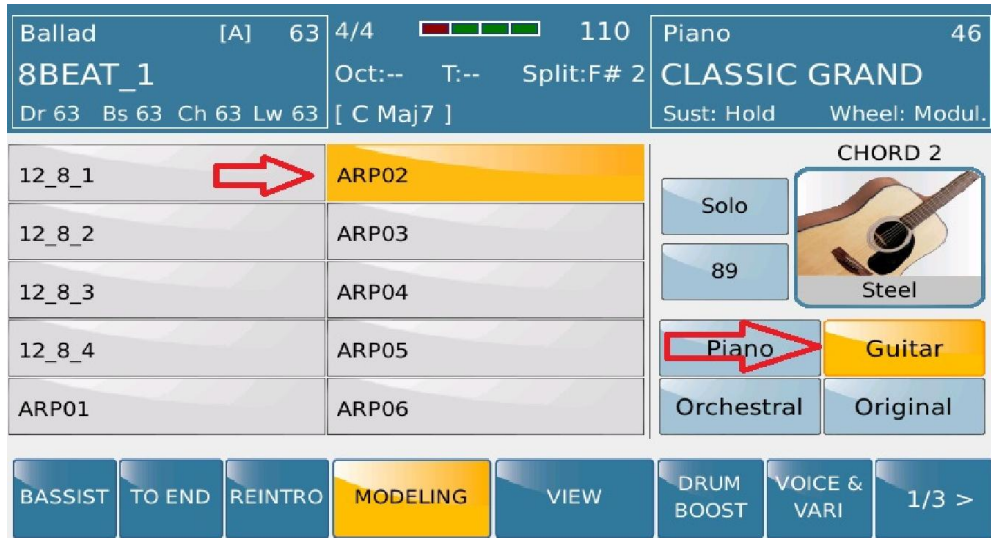 Ballad [A] 63
8BEAT_1
Dr 63 Bs 63 Ch 63 Lw 63
4/4 110
Oct:-- T:-- Split:F# 2
[ C Maj7 ]
Piano 46
CLASSIC GRAND
Sust: Hold Wheel: Modul.
12_8_1
12_8_2
12_8_3
12_8_4
ARP01
ARP02
ARP03
ARP04
ARP05
ARP06
CHORD 2
Solo
89
Steel
Piano
Guitar
Orchestral
Original
BASSIST
TO END
REINTRO
MODELING
VIEW
DRUM
BOOST
VOICE &
VARI
1/3 >